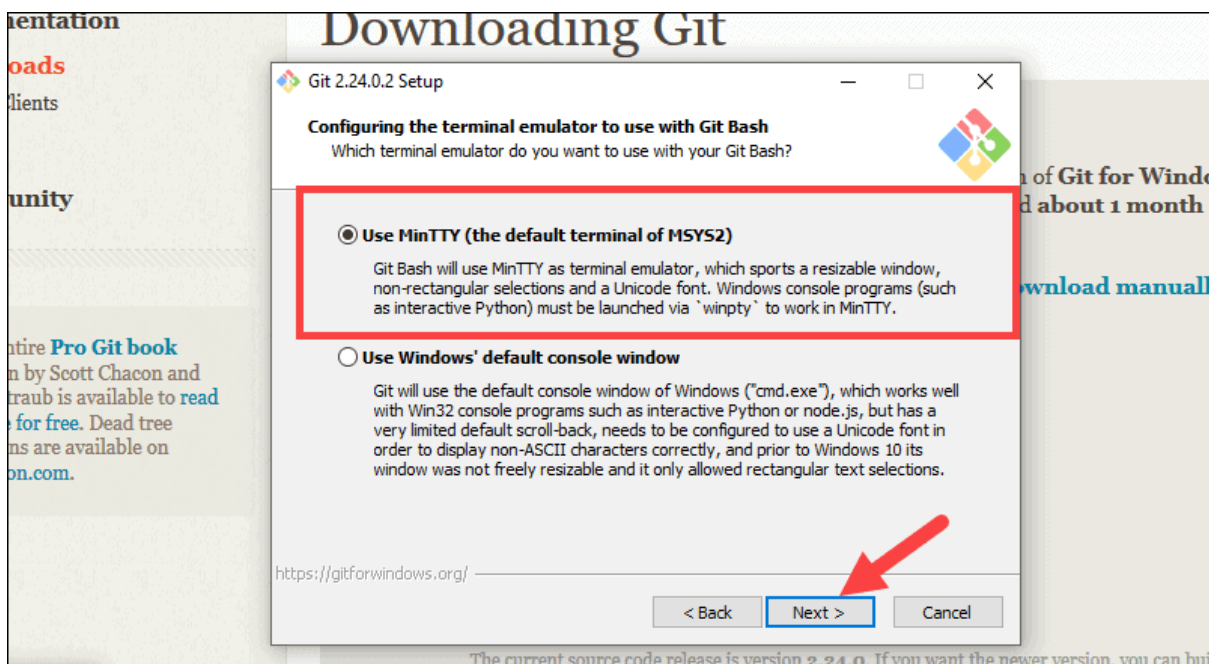 Downloading Git
mentation
oads
Clients
unity
ntire Pro Git book
n by Scott Chacon and
traub is available to read
e for free. Dead tree
ns are available on
on.com.
Git 2.24.0.2 Setup
Configuring the terminal emulator to use with Git Bash
Which terminal emulator do you want to use with your Git Bash?
Use MinTTY (the default terminal of MSYS2)
Git Bash will use MinTTY as terminal emulator, which sports a resizable window,
non-rectangular selections and a Unicode font. Windows console programs (such
as interactive Python) must be launched via `winpty` to work in MinTTY.
Use Windows' default console window
Git will use the default console window of Windows ("cmd.exe"), which works well
with Win32 console programs such as interactive Python or node.js, but has a
very limited default scroll-back, needs to be configured to use a Unicode font in
order to display non-ASCII characters correctly, and prior to Windows 10 its
window was not freely resizable and it only allowed rectangular text selections.
https://gitforwindows.org/
< Back
Next >
Cancel
n of Git for Windo
d about 1 month
ownload manuall
The current source code release is version 2.24.0. If you want the newer version, you can bui